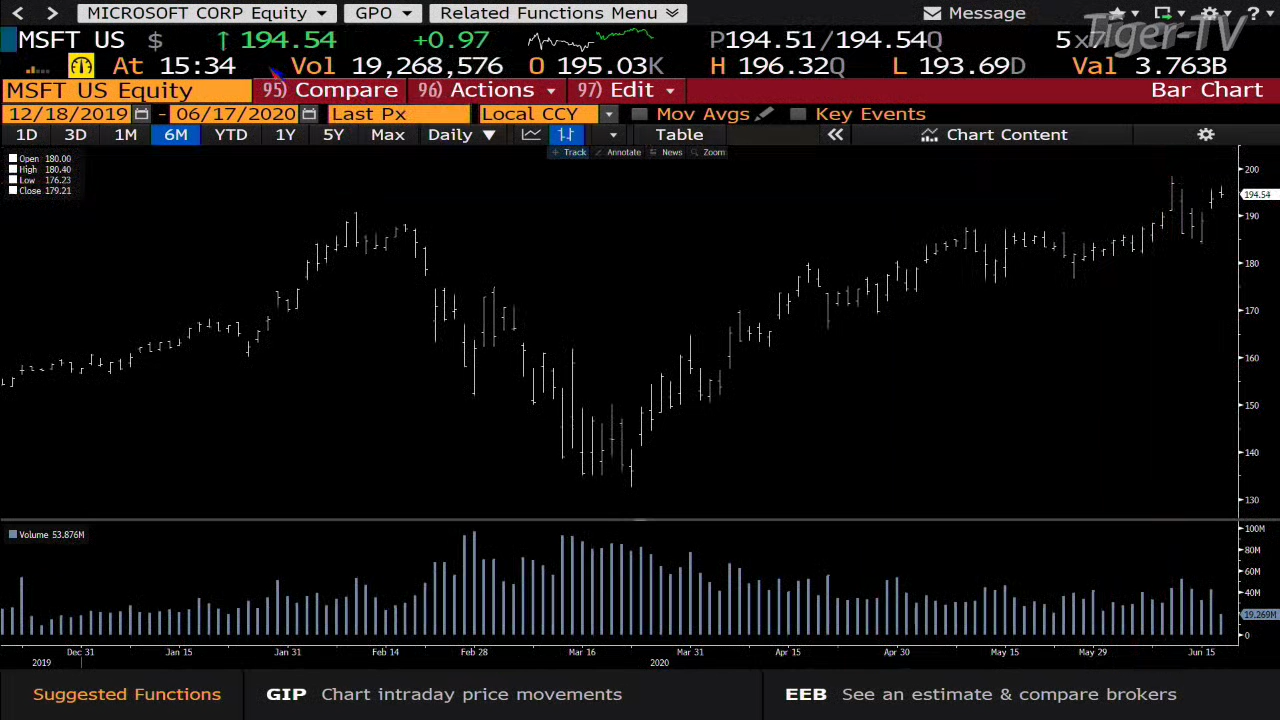 MICROSOFT CORP Equity GPO Related Functions Menu Message ?
MSFT US $ ↑ 194.54 +0.97 P194.51/194.54Q 5x7
Tiger-TV
At 15:34 Vol 19,268,576 O 195.03K H 196.32Q L 193.69D Val 3.763B
MSFT US Equity 95) Compare 96) Actions 97) Edit Bar Chart
12/18/2019 - 06/17/2020 Last Px Local CCY Mov Avgs Key Events
1D 3D 1M 6M YTD 1Y 5Y Max Daily ▼ Table « Chart Content
+ Track Annotate News Zoom
Open 180.00
High 180.40
Low 176.23
Close 179.21
200
194.54
190
180
170
160
150
140
130
Volume 53.876M
100M
80M
60M
40M
19.269M
0
Dec 31 Jan 15 Jan 31 Feb 14 Feb 28 Mar 16 Mar 31 Apr 15 Apr 30 May 15 May 29 Jun 15
2019 2020
Suggested Functions GIP Chart intraday price movements EEB See an estimate & compare brokers